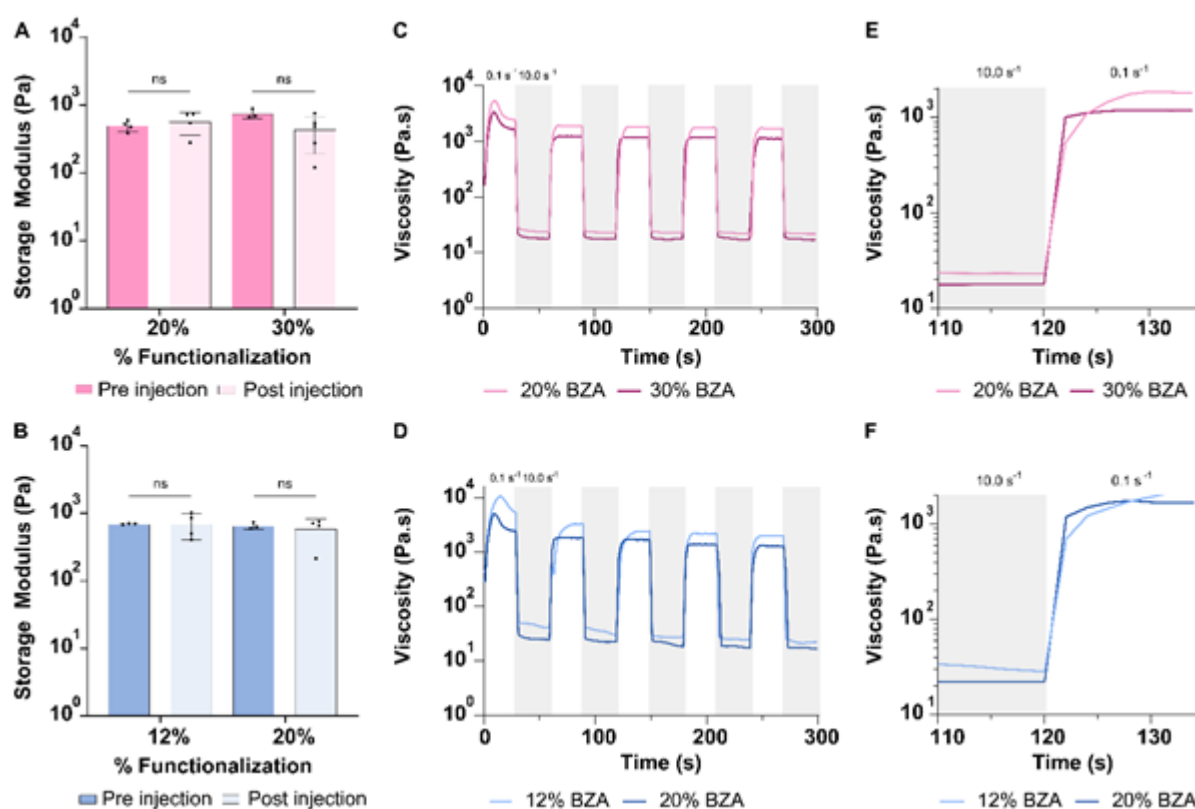 A
Storage Modulus (Pa)
10⁴
10³
10²
10¹
10⁰
ns
ns
20%
30%
% Functionalization
Pre injection
Post injection
C
Viscosity (Pa.s)
10⁴
10³
10²
10¹
10⁰
0.1 s⁻¹
10.0 s⁻¹
0
100
200
300
Time (s)
20% BZA
30% BZA
E
Viscosity (Pa.s)
10³
10²
10¹
10.0 s⁻¹
0.1 s⁻¹
110
120
130
Time (s)
20% BZA
30% BZA
B
Storage Modulus (Pa)
10⁴
10³
10²
10¹
10⁰
ns
ns
12%
20%
% Functionalization
Pre injection
Post injection
D
Viscosity (Pa.s)
10⁴
10³
10²
10¹
10⁰
0.1 s⁻¹
10.0 s⁻¹
0
100
200
300
Time (s)
12% BZA
20% BZA
F
Viscosity (Pa.s)
10³
10²
10¹
10.0 s⁻¹
0.1 s⁻¹
110
120
130
Time (s)
12% BZA
20% BZA